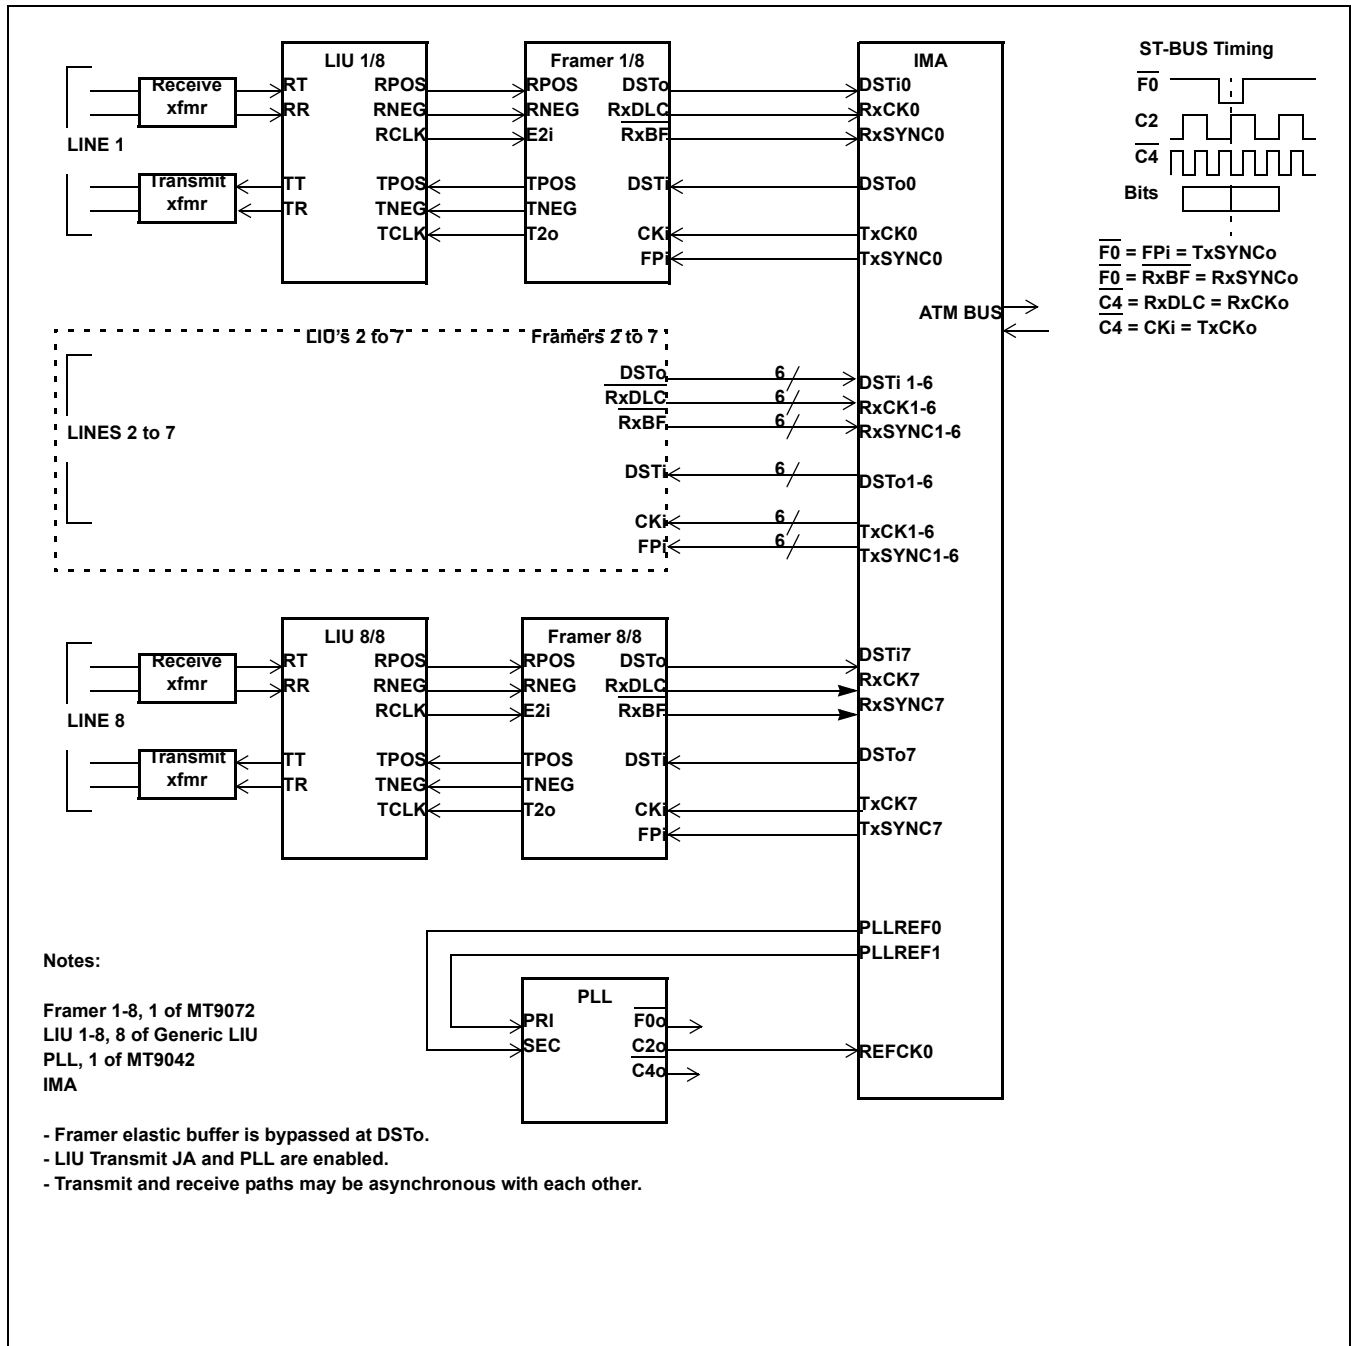 LIU 1/8
Framer 1/8
IMA
ST-BUS Timing
Receive
xfmr
RT
RR
RPOS
RNEG
RCLK
RPOS
RNEG
E2i
DSTo
RxDLC
RxBF
DSTi0
RxCK0
RxSYNC0
LINE 1
Transmit
xfmr
TT
TR
TPOS
TNEG
TCLK
TPOS
TNEG
T2o
DSTi
CKi
FPi
DSTo0
TxCK0
TxSYNC0
F0
C2
C4
Bits
F0 = FPi = TxSYNCo
F0 = RxBF = RxSYNCo
C4 = RxDLC = RxCKo
C4 = CKi = TxCKo
ATM BUS
LIU's 2 to 7
Framers 2 to 7
LINES 2 to 7
DSTo
RxDLC
RxBF
DSTi
CKi
FPi
6
6
6
6
6
6
DSTi 1-6
RxCK1-6
RxSYNC1-6
DSTo1-6
TxCK1-6
TxSYNC1-6
LIU 8/8
Framer 8/8
Receive
xfmr
RT
RR
RPOS
RNEG
RCLK
RPOS
RNEG
E2i
DSTo
RxDLC
RxBF
DSTi7
RxCK7
RxSYNC7
LINE 8
Transmit
xfmr
TT
TR
TPOS
TNEG
TCLK
TPOS
TNEG
T2o
DSTi
CKi
FPi
DSTo7
TxCK7
TxSYNC7
PLLREF0
PLLREF1
PLL
PRI
SEC
F0o
C2o
C4o
REFCK0
Notes:
Framer 1-8, 1 of MT9072
LIU 1-8, 8 of Generic LIU
PLL, 1 of MT9042
IMA
- Framer elastic buffer is bypassed at DSTo.
- LIU Transmit JA and PLL are enabled.
- Transmit and receive paths may be asynchronous with each other.